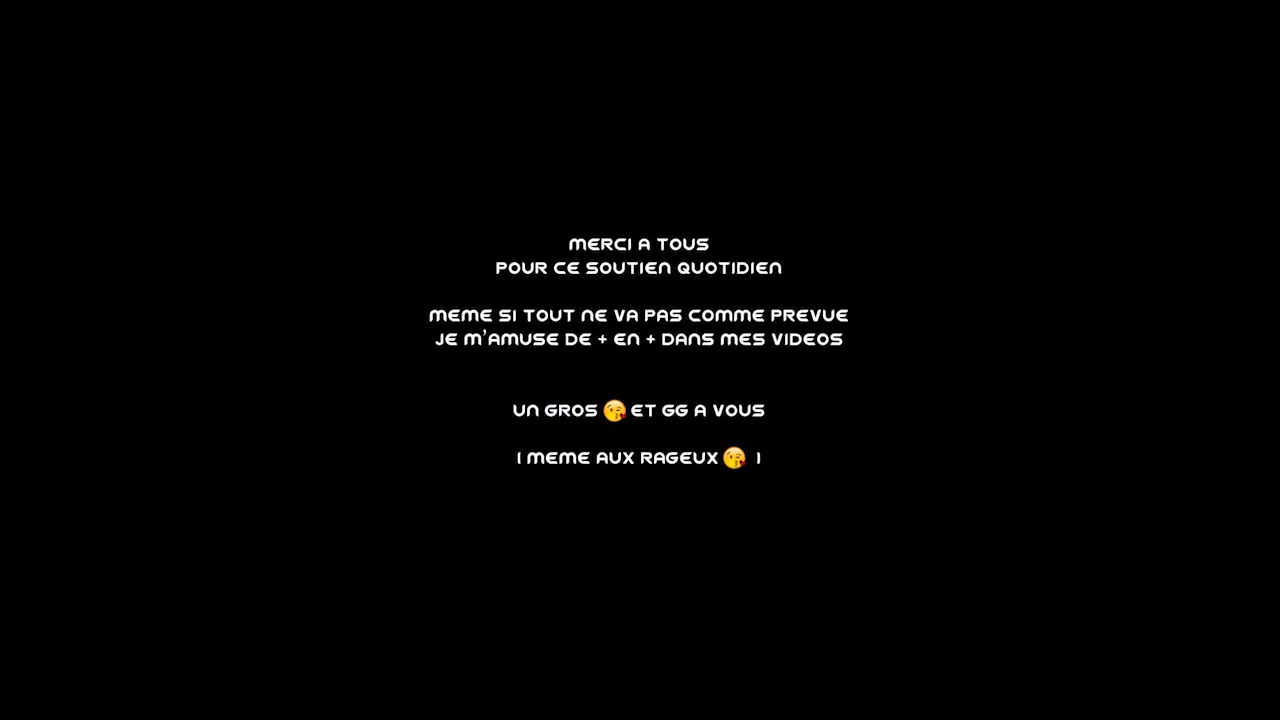 MERCI A TOUS
POUR CE SOUTIEN QUOTIDIEN
MEME SI TOUT NE VA PAS COMME PREVUE
JE M'AMUSE DE + EN + DANS MES VIDEOS
UN GROS 😘 ET GG A VOUS
( MEME AUX RAGEUX 😘 )